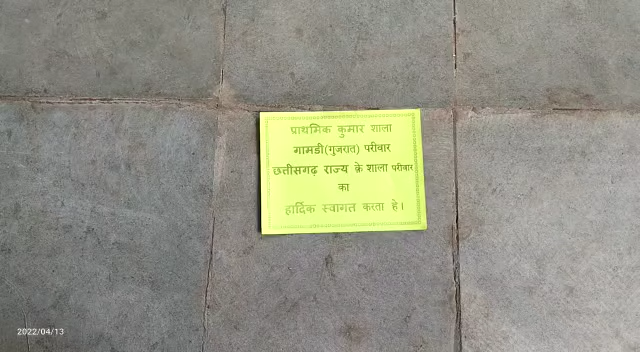 प्राथमिक कुमार शाला
गामडी(गुजरात) परीवार
छतीसगढ़ राज्य क्रे शाला परीवार
का
हार्दिक स्वागत करता हे।
2022/04/13